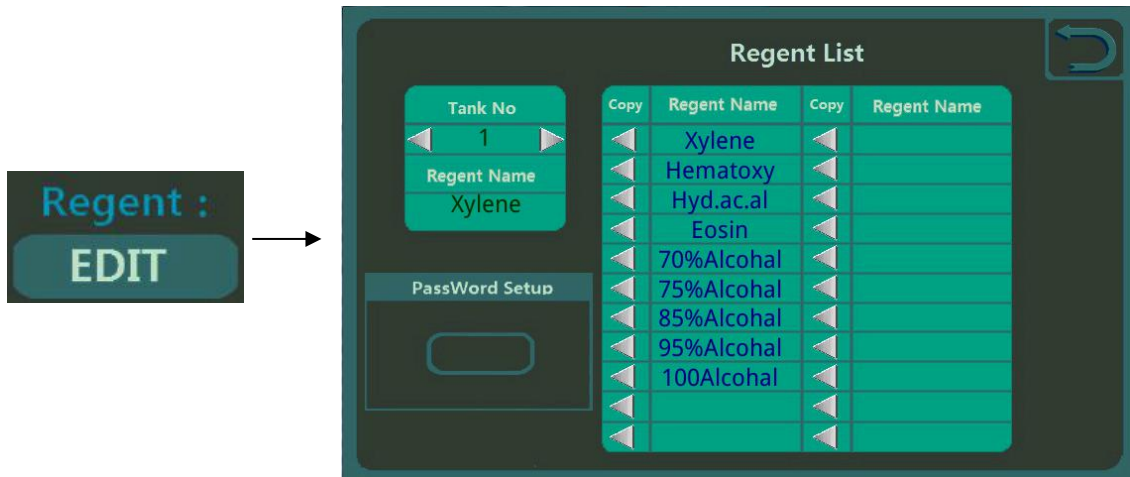 Regent :
EDIT
Regent List
Tank No
1
Regent Name
Xylene
PassWord Setup
Copy Regent Name Copy Regent Name
Xylene
Hematoxy
Hyd.ac.al
Eosin
70%Alcohal
75%Alcohal
85%Alcohal
95%Alcohal
100Alcohal